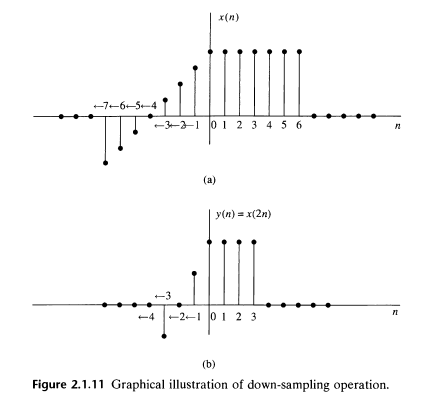 x(n)
←7←6←5←4
←3←2←1 0 1 2 3 4 5 6 n
(a)
y(n) = x(2n)
←3
←4 ←2←1 0 1 2 3 n
(b)
Figure 2.1.11 Graphical illustration of down-sampling operation.